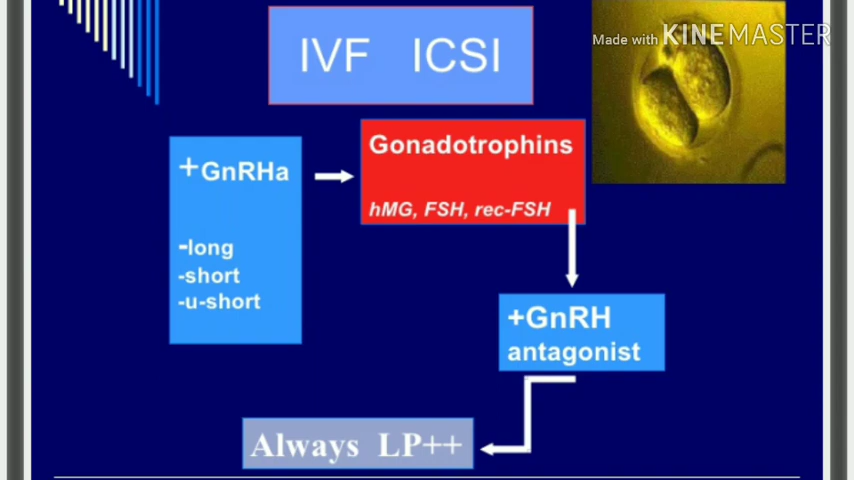 IVF ICSI
Made with KINEMASTER
+GnRHa
-long
-short
-u-short
Gonadotrophins
hMG, FSH, rec-FSH
+GnRH
antagonist
Always LP++